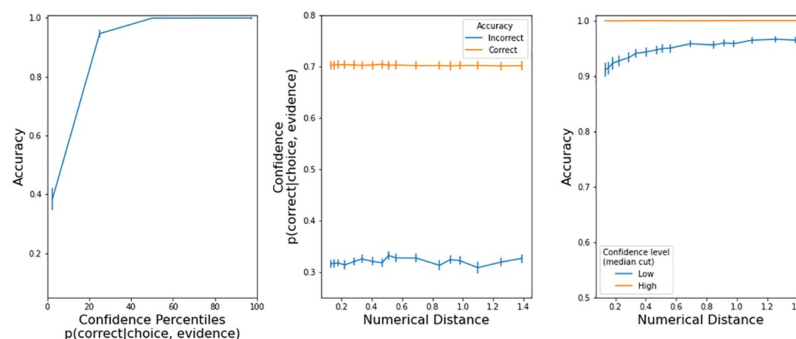 1.0
0.8
0.6
0.4
0.2
Accuracy
0 20 40 60 80 100
Confidence Percentiles
p(correct|choice, evidence)
0.8
0.7
0.6
0.5
0.4
0.3
Confidence
p(correct|choice, evidence)
Accuracy
Incorrect
Correct
0.2 0.4 0.6 0.8 1.0 1.2 1.4
Numerical Distance
1.0
0.9
0.8
0.7
0.6
0.5
Accuracy
Confidence level
(median cut)
Low
High
0.2 0.4 0.6 0.8 1.0 1.2
Numerical Distance